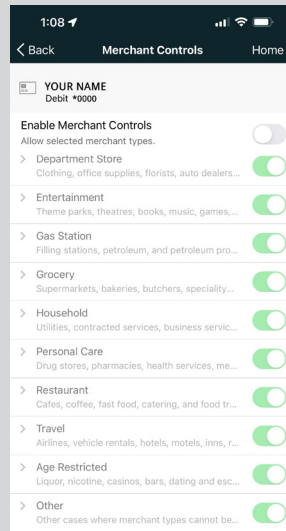 1:08
Back Merchant Controls Home
YOUR NAME
Debit *0000
Enable Merchant Controls
Allow selected merchant types.
Department Store
Clothing, office supplies, florists, auto dealers...
Entertainment
Theme parks, theatres, books, music, games,...
Gas Station
Filling stations, petroleum, and petroleum pro...
Grocery
Supermarkets, bakeries, butchers, speciality...
Household
Utilities, contracted services, business servic...
Personal Care
Drug stores, pharmacies, health services, me...
Restaurant
Cafes, coffee, fast food, catering, and food tr...
Travel
Airlines, vehicle rentals, hotels, motels, inns, r...
Age Restricted
Liquor, nicotine, casinos, bars, dating and esc...
Other
Other cases where merchant types cannot be...